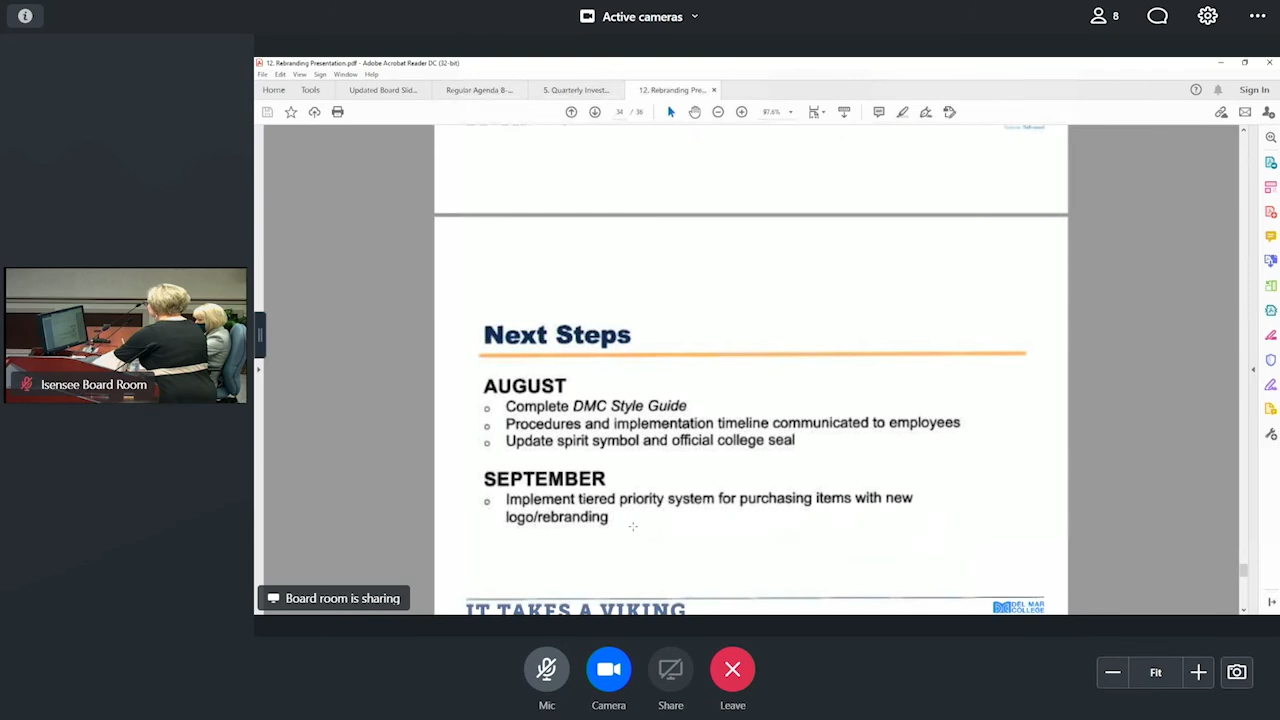 Active cameras
8
12. Rebranding Presentation.pdf - Adobe Acrobat Reader DC (32-bit)
File Edit View Sign Window Help
Home Tools Updated Board Slid... Regular Agenda 8-... 5. Quarterly Invest... 12. Rebranding Pre... Sign In
34 / 36 97.6%
Next Steps
AUGUST
Complete DMC Style Guide
Procedures and implementation timeline communicated to employees
Update spirit symbol and official college seal
SEPTEMBER
Implement tiered priority system for purchasing items with new
logo/rebranding
IT TAKES A VIKING
DEL MAR
COLLEGE
Isensee Board Room
Board room is sharing
Mic Camera Share Leave
Fit